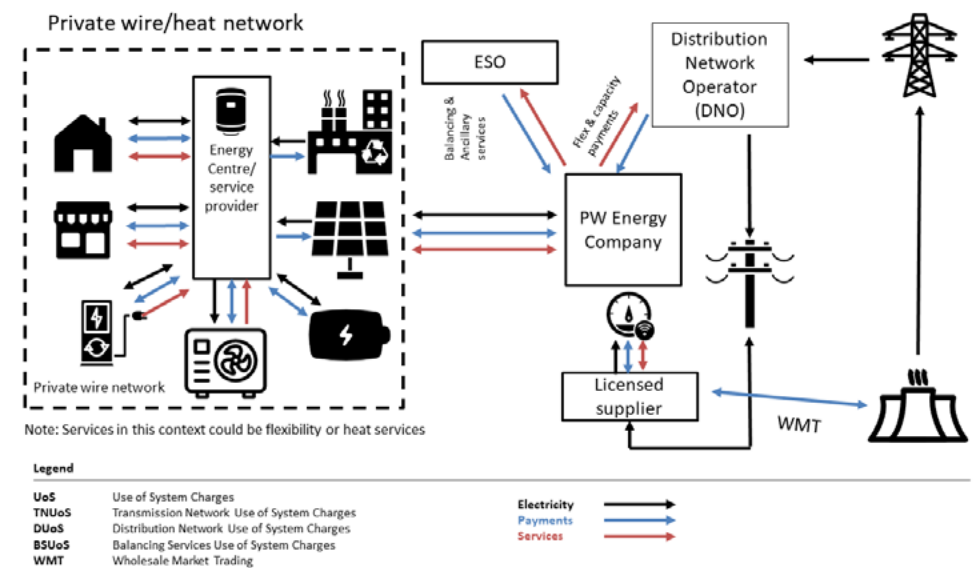 Private wire/heat network
ESO
Distribution
Network
Operator
(DNO)
Balancing &
Ancillary
services
Flex & capacity
payments
Energy
Centre/
service
provider
PW Energy
Company
Licensed
supplier
WMT
Private wire network
Note: Services in this context could be flexibility or heat services
Legend
UoS Use of System Charges
TNUoS Transmission Network Use of System Charges
DUoS Distribution Network Use of System Charges
BSUoS Balancing Services Use of System Charges
WMT Wholesale Market Trading
Electricity
Payments
Services